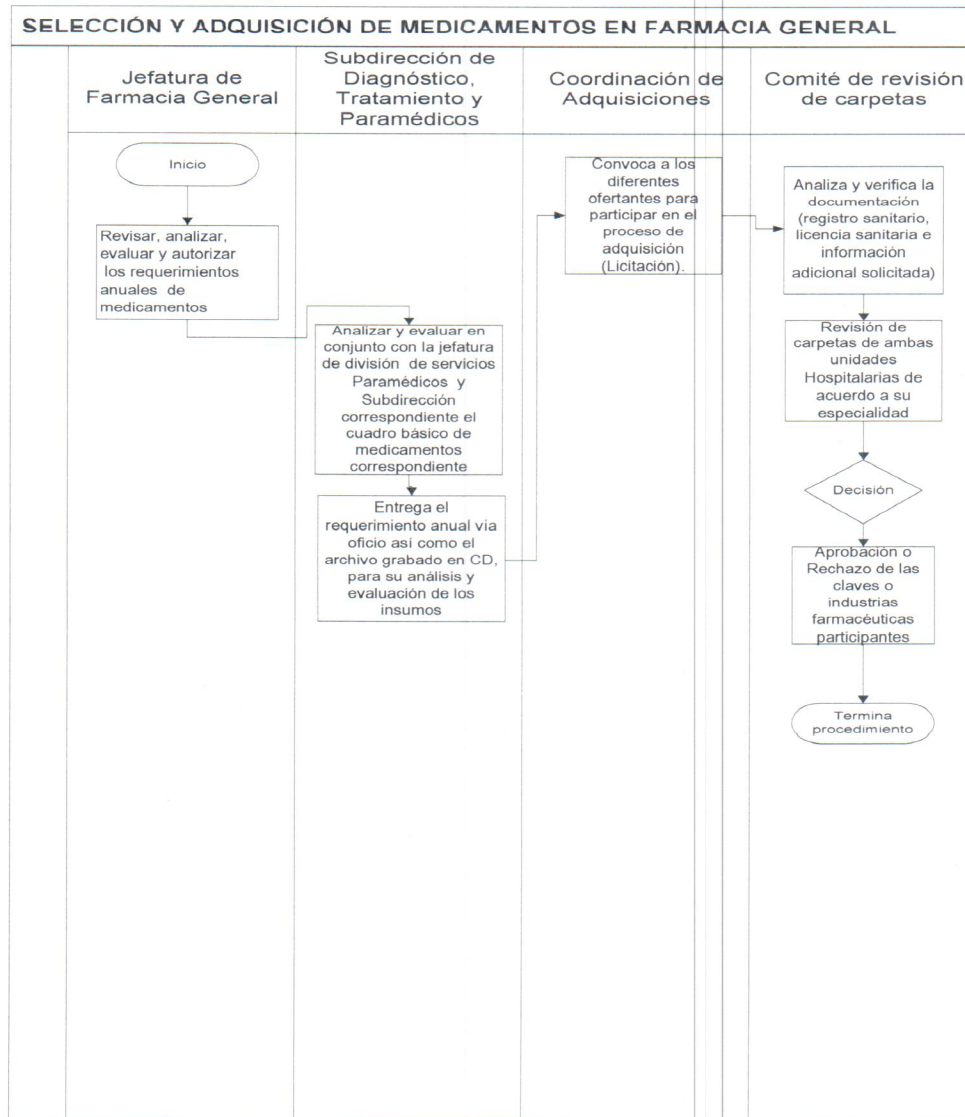 SELECCIÓN Y ADQUISICIÓN DE MEDICAMENTOS EN FARMACIA GENERAL
Jefatura de
Farmacia General
Subdirección de
Diagnóstico,
Tratamiento y
Paramédicos
Coordinación de
Adquisiciones
Comité de revisión
de carpetas
Inicio
Revisar, analizar,
evaluar y autorizar
los requerimientos
anuales de
medicamentos
Analizar y evaluar en
conjunto con la jefatura
de división de servicios
Paramédicos y
Subdirección
correspondiente el
cuadro básico de
medicamentos
correspondiente
Entrega el
requerimiento anual via
oficio así como el
archivo grabado en CD,
para su análisis y
evaluación de los
insumos
Convoca a los
diferentes
ofertantes para
participar en el
proceso de
adquisición
(Licitación).
Analiza y verifica la
documentación
(registro sanitario,
licencia sanitaria e
información
adicional solicitada)
Revisión de
carpetas de ambas
unidades
Hospitalarias de
acuerdo a su
especialidad
Decisión
Aprobación o
Rechazo de las
claves o
industrias
farmacéuticas
participantes
Termina
procedimiento